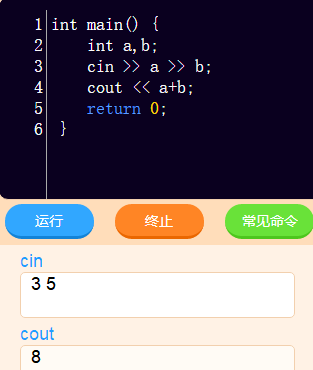 1 int main() {
2 int a,b;
3 cin >> a >> b;
4 cout << a+b;
5 return 0;
6 }
运行 终止 常见命令
cin
3 5
cout
8